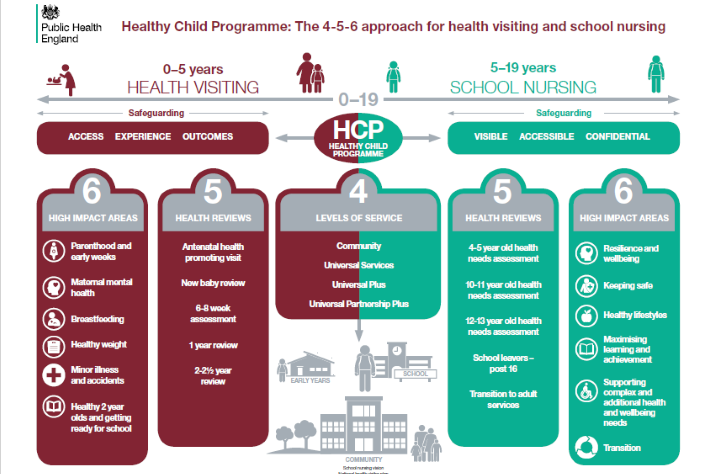 Public Health
England
Healthy Child Programme: The 4-5-6 approach for health visiting and school nursing
0–5 years
HEALTH VISITING
5–19 years
SCHOOL NURSING
0–19
Safeguarding
Safeguarding
ACCESS EXPERIENCE OUTCOMES
HCP
HEALTHY CHILD
PROGRAMME
VISIBLE ACCESSIBLE CONFIDENTIAL
6
HIGH IMPACT AREAS
Parenthood and
early weeks
Maternal mental
health
Breastfeeding
Healthy weight
Minor illness
and accidents
Healthy 2 year
olds and getting
ready for school
5
HEALTH REVIEWS
Antenatal health
promoting visit
New baby review
6-8 week
assessment
1 year review
2-2½ year
review
4
LEVELS OF SERVICE
Community
Universal Services
Universal Plus
Universal Partnership Plus
EARLY YEARS
SCHOOL
COMMUNITY
School nursing vision
5
HEALTH REVIEWS
4-5 year old health
needs assessment
10-11 year old health
needs assessment
12-13 year old health
needs assessment
School leavers –
post 16
Transition to adult
services
6
HIGH IMPACT AREAS
Resilience and
wellbeing
Keeping safe
Healthy lifestyles
Maximising
learning and
achievement
Supporting
complex and
additional health
and wellbeing
needs
Transition